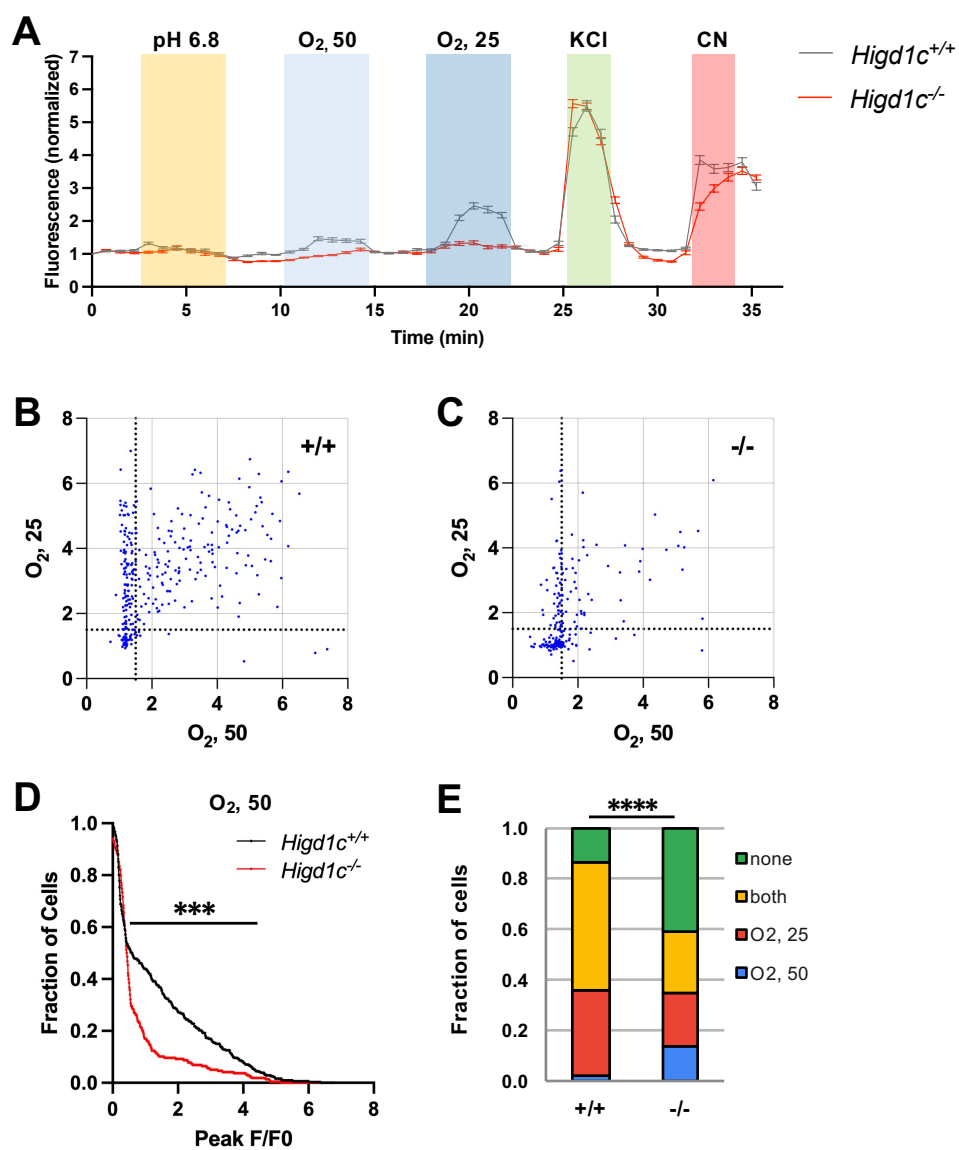 A
pH 6.8
O2, 50
O2, 25
KCl
CN
Higd1c+/+
Higd1c-/-
Fluorescence (normalized)
7
6
5
4
3
2
1
0
0
5
10
15
20
25
30
35
Time (min)
B
+/+
O2, 25
8
6
4
2
0
0
2
4
6
8
O2, 50
C
-/-
O2, 25
8
6
4
2
0
0
2
4
6
8
O2, 50
D
O2, 50
Higd1c+/+
Higd1c-/-
***
Fraction of Cells
1.0
0.8
0.6
0.4
0.2
0.0
0
2
4
6
8
Peak F/F0
E
****
Fraction of cells
1.0
0.8
0.6
0.4
0.2
0.0
+/+
-/-
none
both
O2, 25
O2, 50